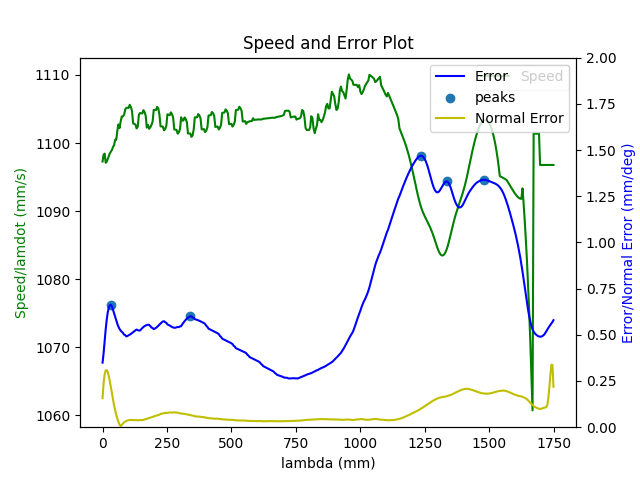 Speed and Error Plot
Speed/lamdot (mm/s)
1110
1100
1090
1080
1070
1060
Error
peaks
Normal Error
Speed
2.00
1.75
1.50
1.25
1.00
0.75
0.50
0.25
0.00
Error/Normal Error (mm/deg)
0
250
500
750
1000
1250
1500
1750
lambda (mm)